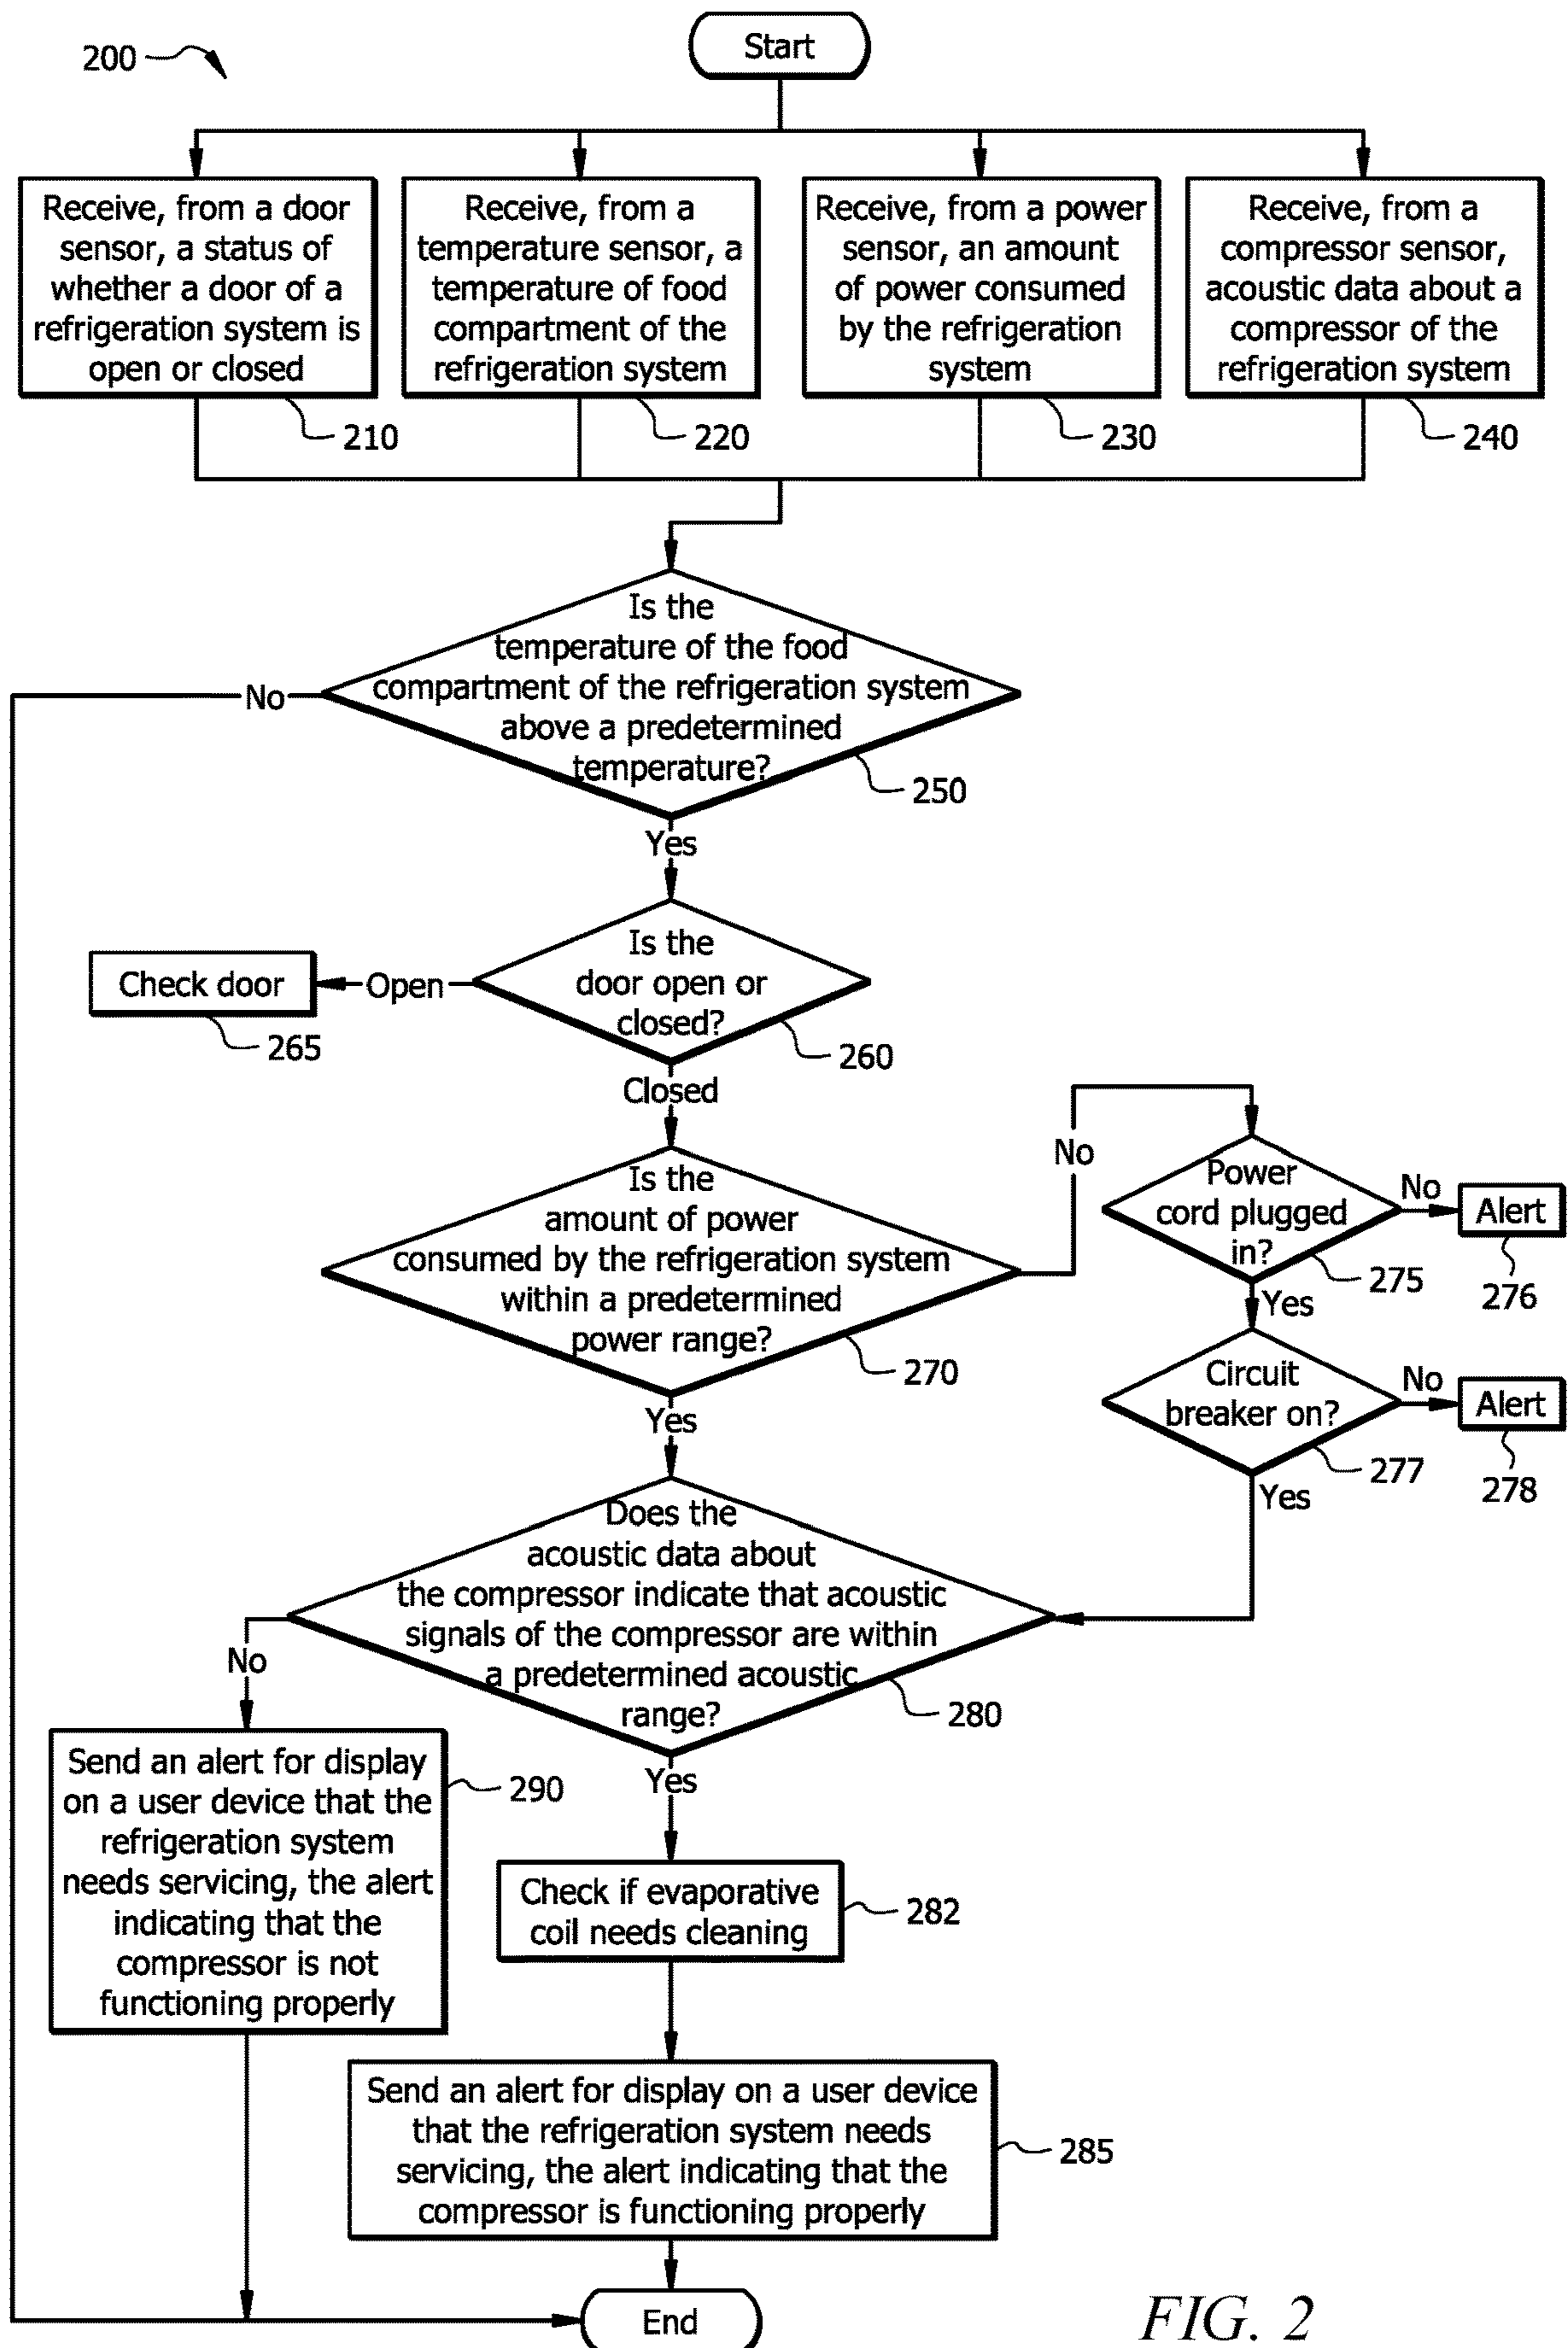 200
Start
Receive, from a door
sensor, a status of
whether a door of a
refrigeration system is
open or closed
210
Receive, from a
temperature sensor, a
temperature of food
compartment of the
refrigeration system
220
Receive, from a power
sensor, an amount
of power consumed
by the refrigeration
system
230
Receive, from a
compressor sensor,
acoustic data about a
compressor of the
refrigeration system
240
Is the
temperature of the food
compartment of the refrigeration system
above a predetermined
temperature?
250
No
Yes
Is the
door open or
closed?
260
Open
Check door
265
Closed
Is the
amount of power
consumed by the refrigeration system
within a predetermined
power range?
270
No
Power
cord plugged
in?
275
No
Alert
276
Yes
Circuit
breaker on?
277
No
Alert
278
Yes
Yes
Does the
acoustic data about
the compressor indicate that acoustic
signals of the compressor are within
a predetermined acoustic
range?
280
No
Send an alert for display
on a user device that the
refrigeration system
needs servicing, the alert
indicating that the
compressor is not
functioning properly
290
Yes
Check if evaporative
coil needs cleaning
282
Send an alert for display on a user device
that the refrigeration system needs
servicing, the alert indicating that the
compressor is functioning properly
285
End
FIG. 2